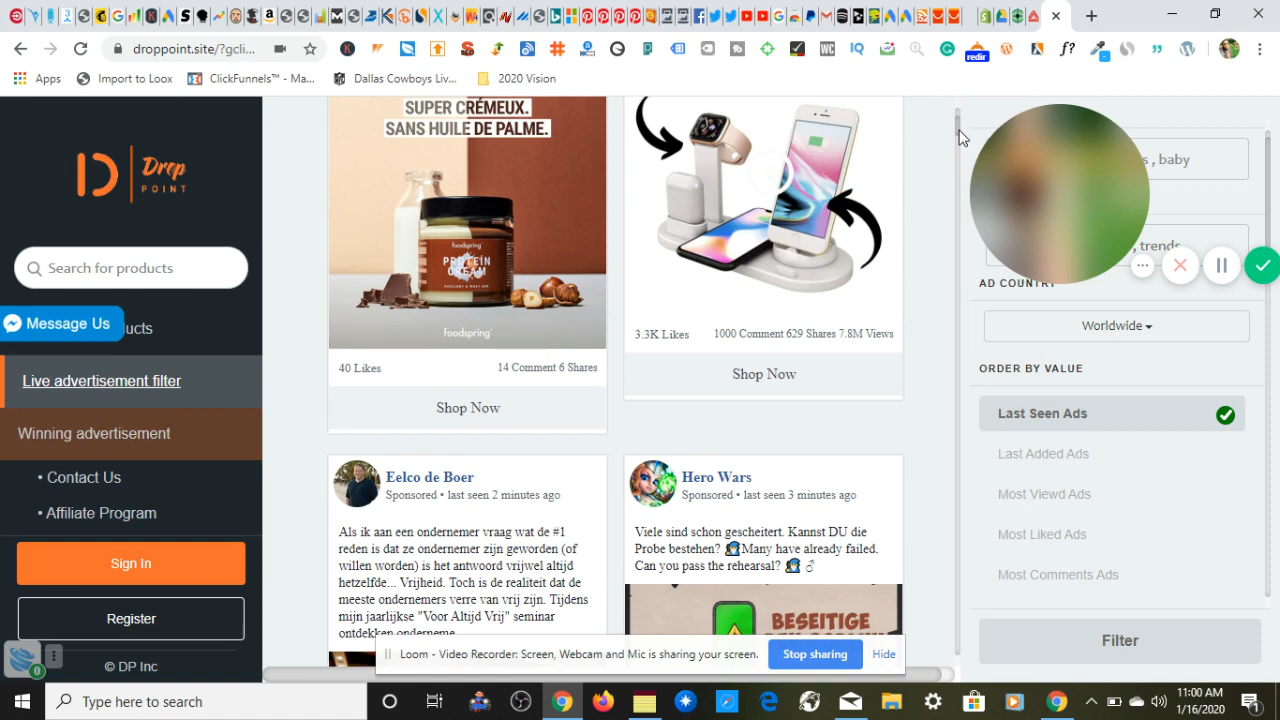 droppoint.site/?gcli
Apps
Import to Loox
ClickFunnels™ - Ma...
Dallas Cowboys Liv...
2020 Vision
Drop
POINT
Search for products
Message Us
ucts
Live advertisement filter
Winning advertisement
• Contact Us
• Affiliate Program
Sign In
Register
© DP Inc
SUPER CRÉMEUX.
SANS HUILE DE PALME.
foodspring
PROTEIN
CREAM
foodspring
40 Likes
14 Comment 6 Shares
Shop Now
3.3K Likes
1000 Comment 629 Shares 7.8M Views
Shop Now
Eelco de Boer
Sponsored • last seen 2 minutes ago
Als ik aan een ondernemer vraag wat de #1
reden is dat ze ondernemer zijn geworden (of
willen worden) is het antwoord vrijwel altijd
hetzelfde... Vrijheid. Toch is de realiteit dat de
meeste ondernemers verre van vrij zijn. Tijdens
mijn jaarlijkse "Voor Altijd Vrij" seminar
ontdekken onderneme
Hero Wars
Sponsored • last seen 3 minutes ago
Viele sind schon gescheitert. Kannst DU die
Probe bestehen? Many have already failed.
Can you pass the rehearsal? ♂
BESEITIGE
s , baby
, trends
AD COUNTRY
Worldwide
ORDER BY VALUE
Last Seen Ads
Last Added Ads
Most Viewd Ads
Most Liked Ads
Most Comments Ads
Filter
Loom - Video Recorder: Screen, Webcam and Mic is sharing your screen.
Stop sharing
Hide
Type here to search
11:00 AM
1/16/2020